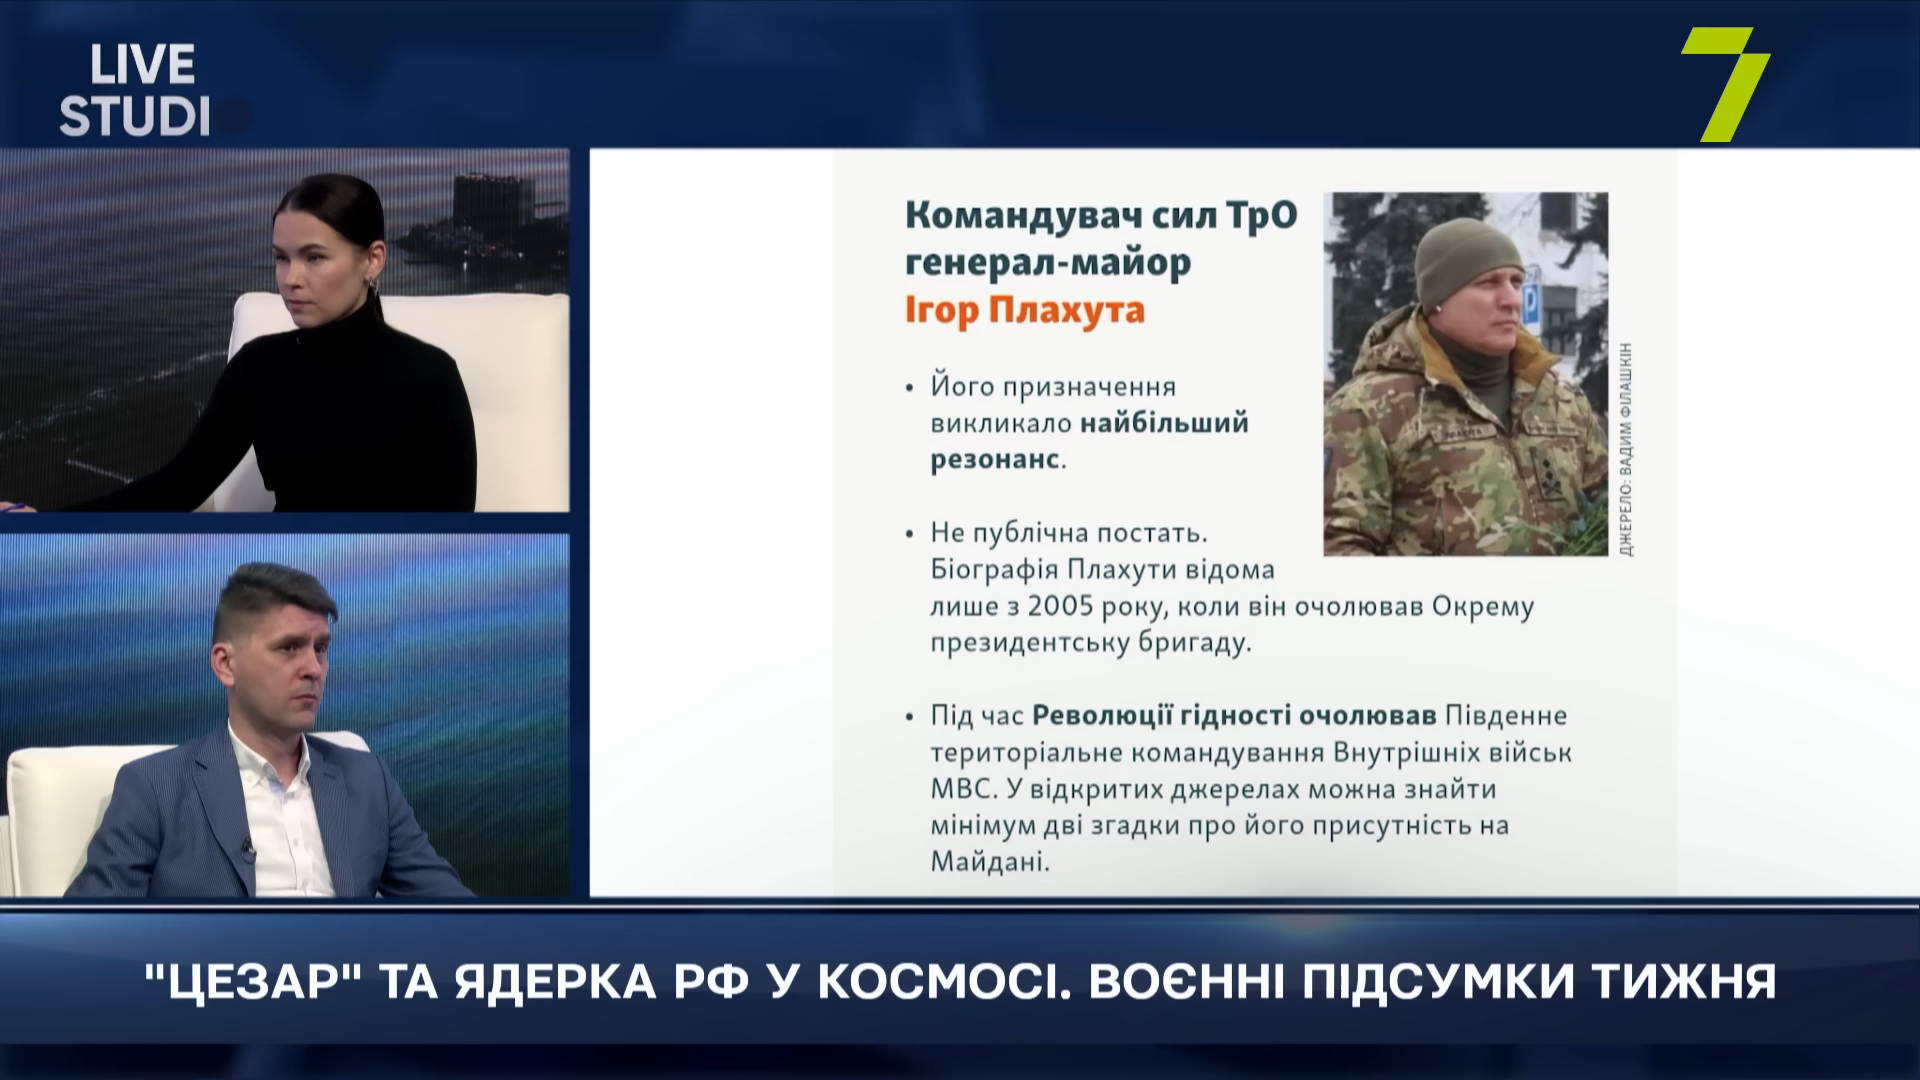 LIVE
STUDI
7
Командувач сил ТрО
генерал-майор
Ігор Плахута
• Його призначення
викликало найбільший
резонанс.
• Не публічна постать.
Біографія Плахути відома
лише з 2005 року, коли він очолював Окрему
президентську бригаду.
• Під час Революції гідності очолював Південне
територіальне командування Внутрішніх військ
МВС. У відкритих джерелах можна знайти
мінімум дві згадки про його присутність на
Майдані.
ДЖЕРЕЛО: ВАДИМ ФІЛАШКІН
"ЦЕЗАР" ТА ЯДЕРКА РФ У КОСМОСІ. ВОЄННІ ПІДСУМКИ ТИЖНЯ